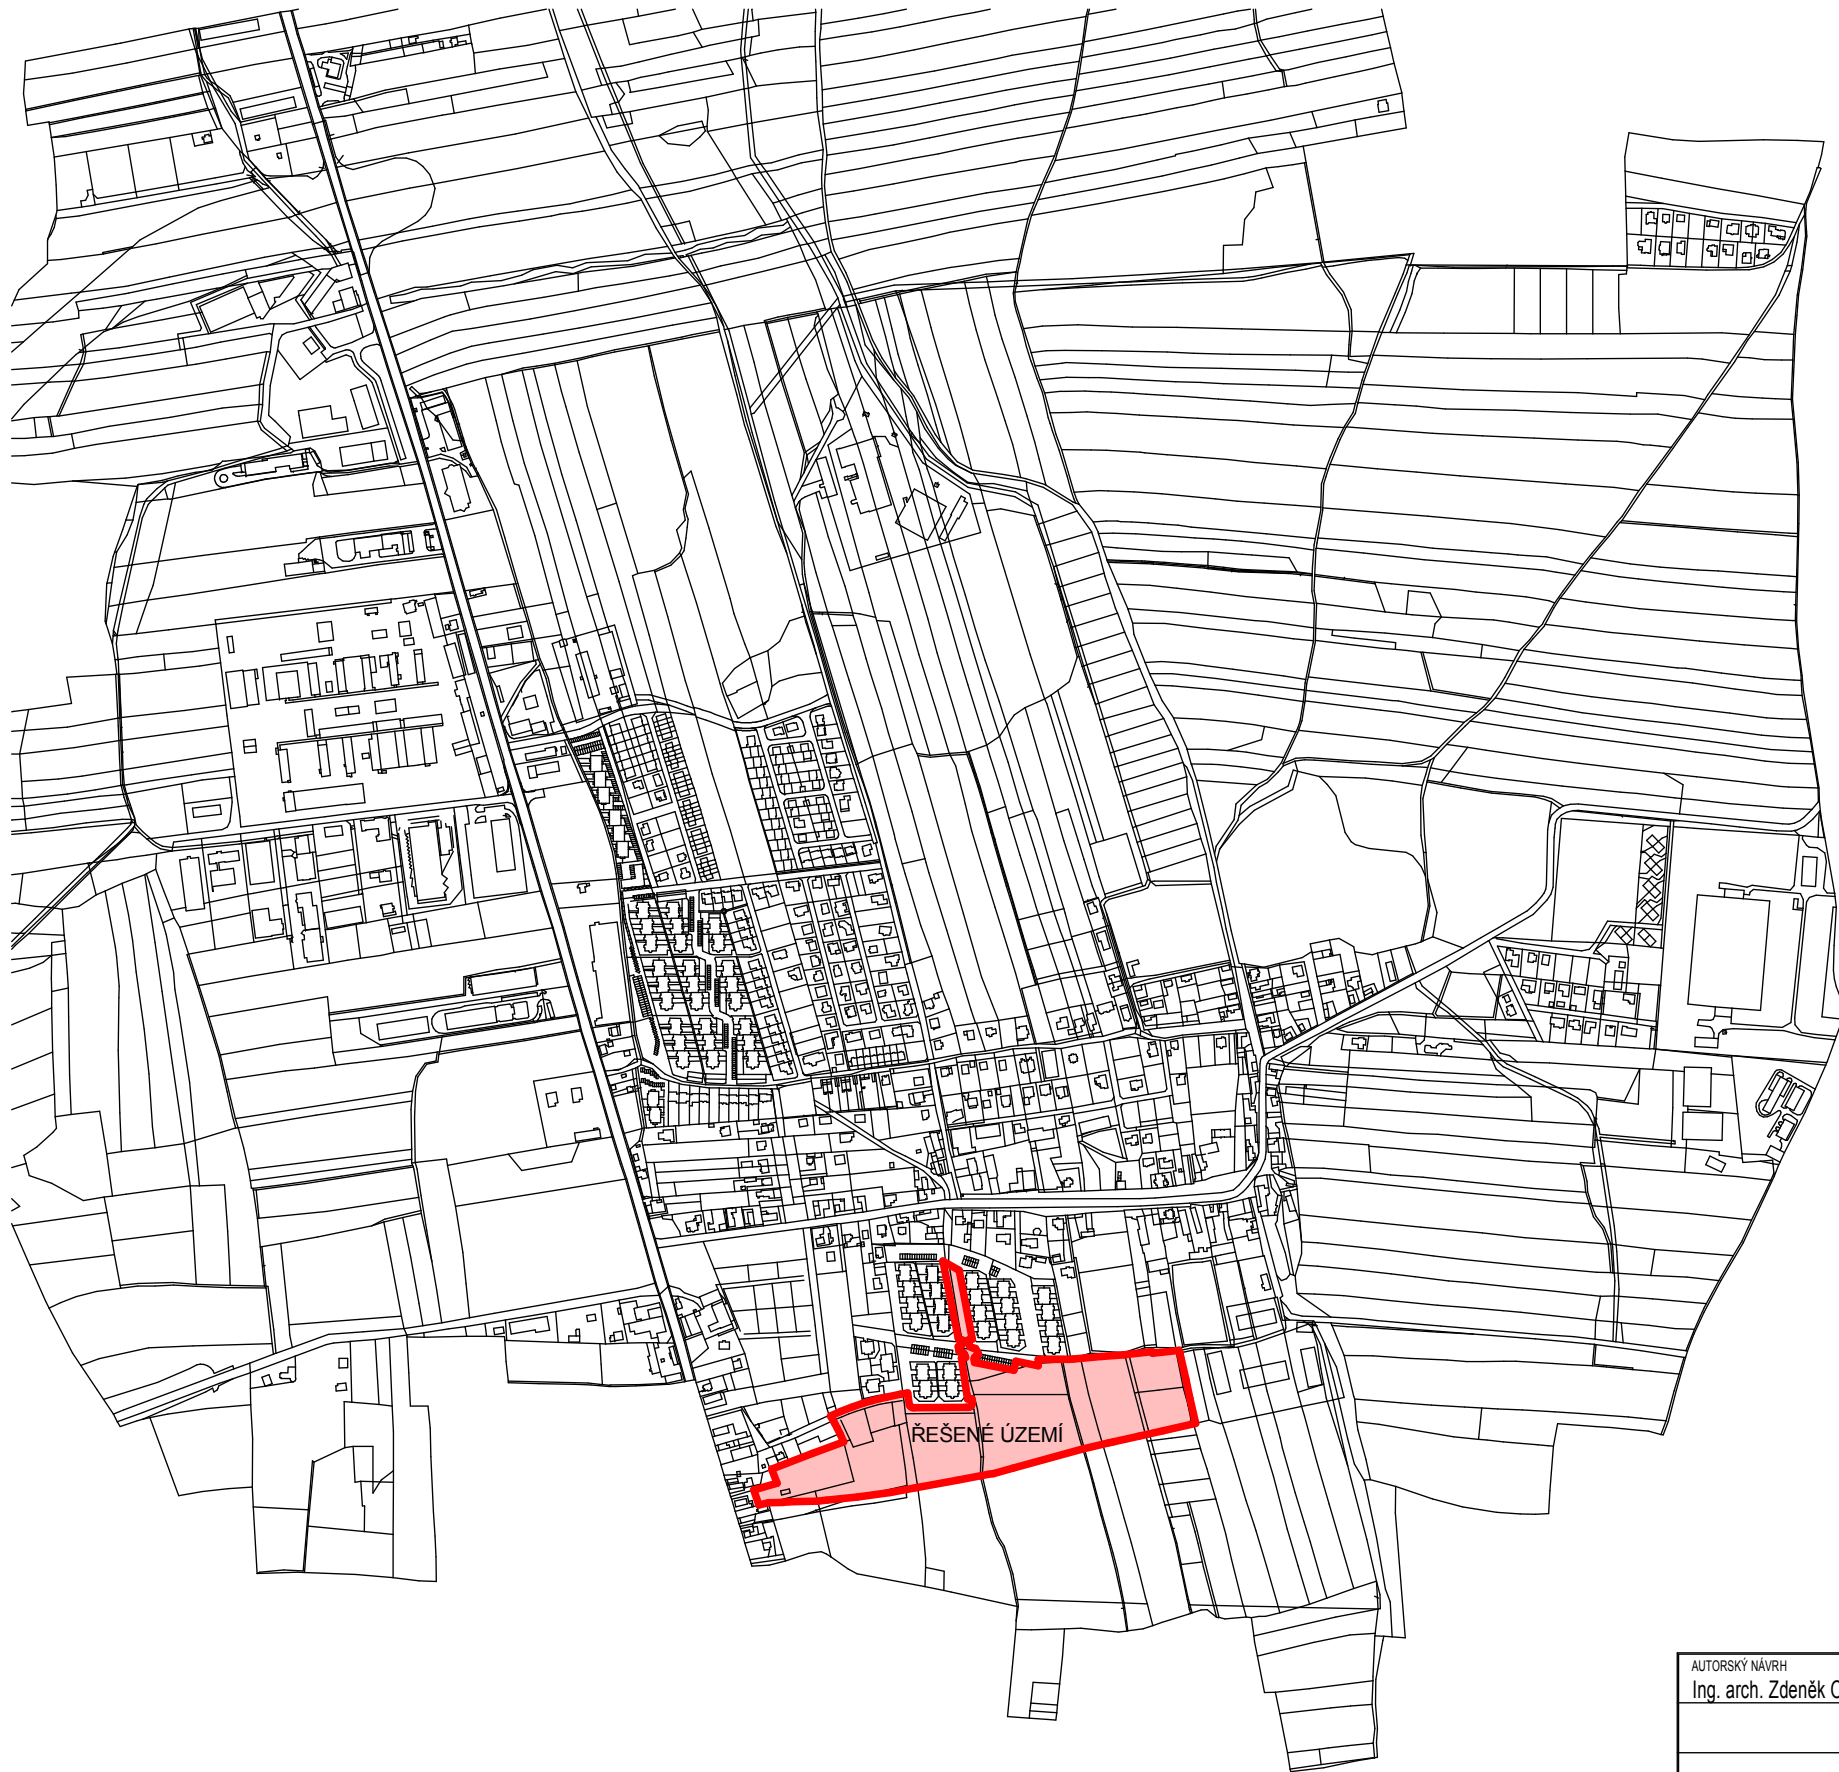 ŘEŠENÉ ÚZEMÍ
AUTORSKÝ NÁVRH
Ing. arch. Zdeněk